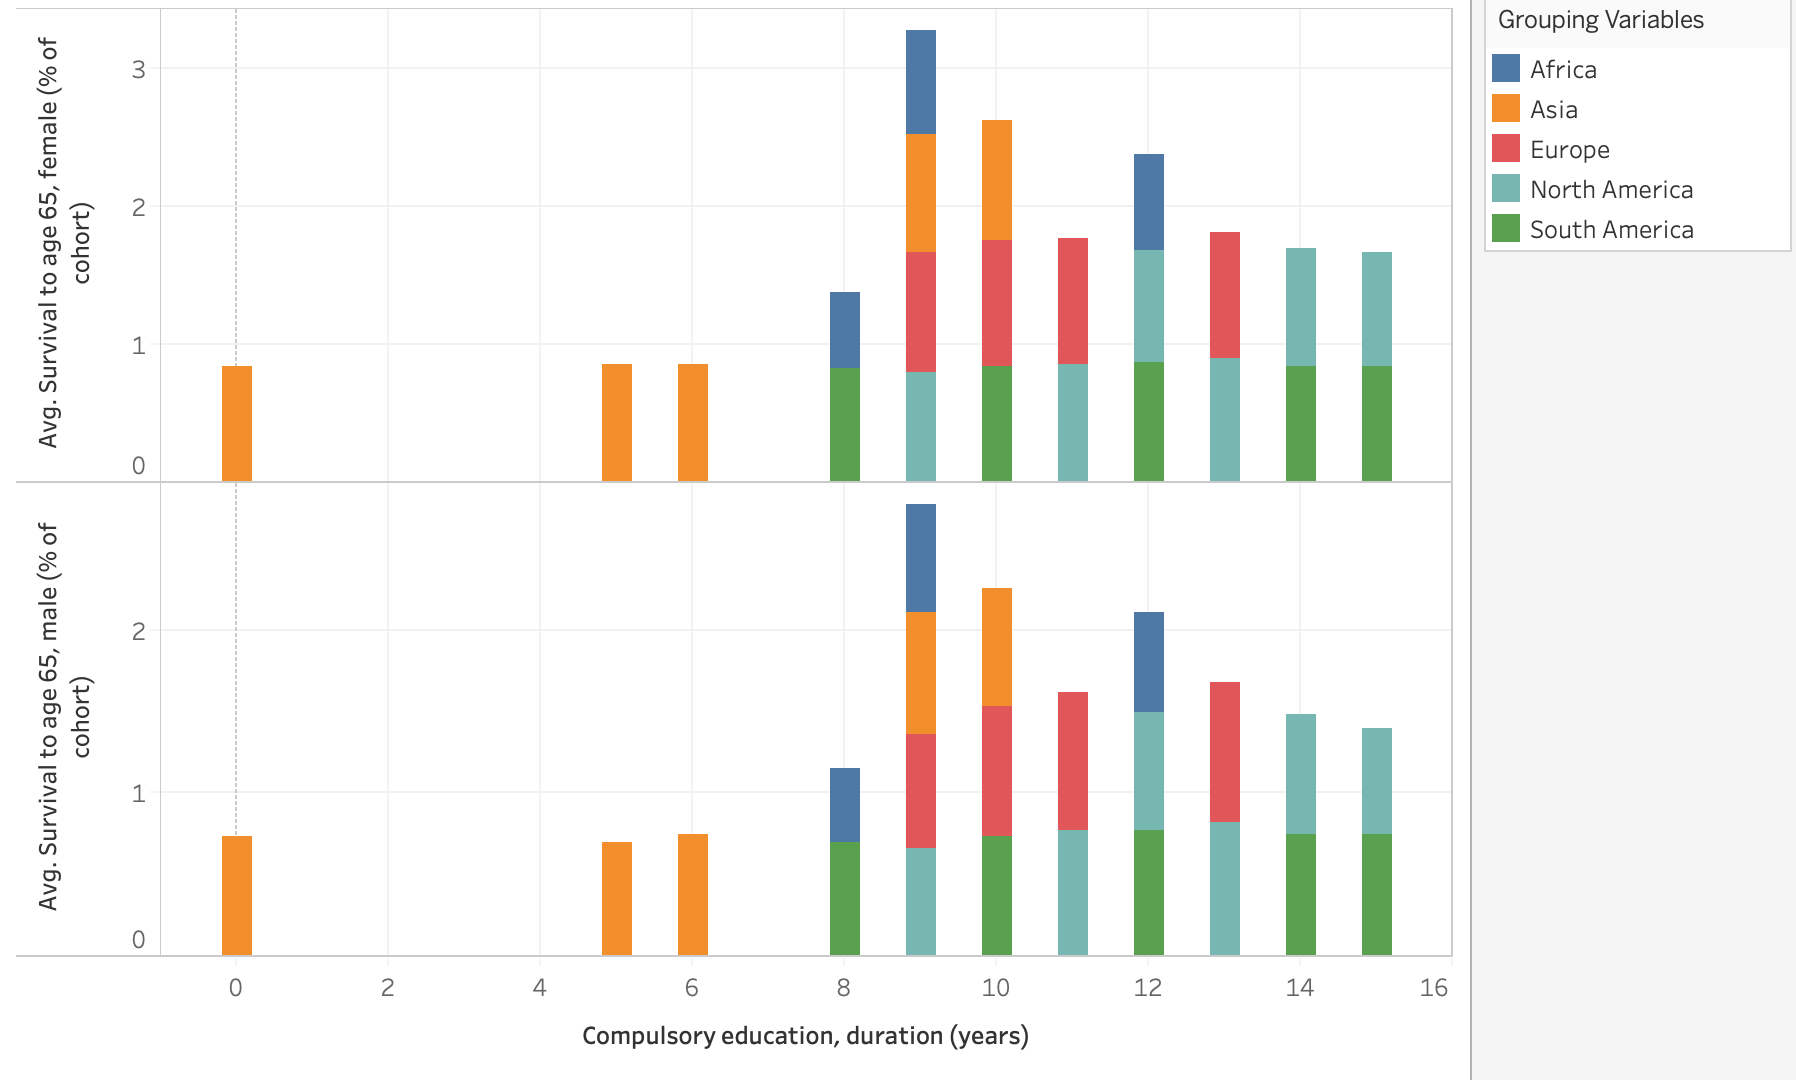 Avg. Survival to age 65, female (% of
cohort)
3
2
1
0
Avg. Survival to age 65, male (% of
cohort)
2
1
0
0 2 4 6 8 10 12 14 16
Compulsory education, duration (years)
Grouping Variables
Africa
Asia
Europe
North America
South America